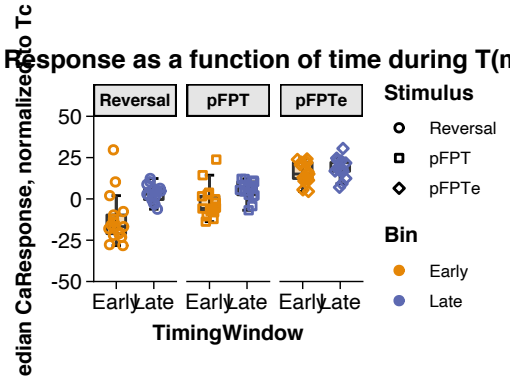 Response as a function of time during T(
Reversal pFPT pFPTe
edian CaResponse, normalized to Tc
50
25
0
-25
-50
Early Late Early Late Early Late
TimingWindow
Stimulus
Reversal
pFPT
pFPTe
Bin
Early
Late